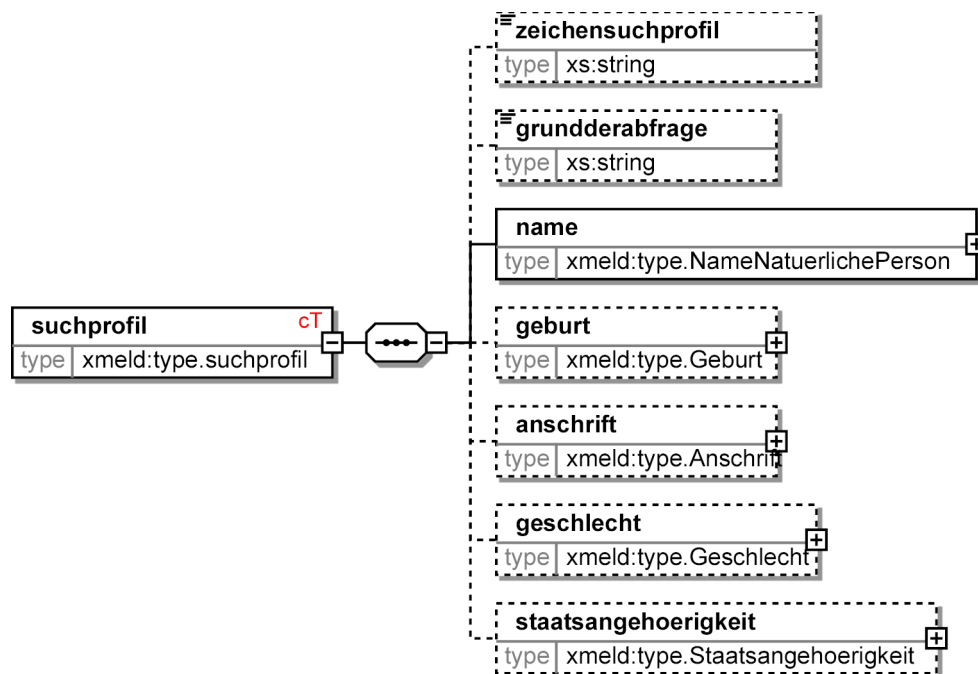 zeichensuchprofil
type xs:string
grundderabfrage
type xs:string
name
type xmeld:type.NameNatuerlichePerson
suchprofil cT
type xmeld:type.suchprofil
geburt
type xmeld:type.Geburt
anschrift
type xmeld:type.Anschrift
geschlecht
type xmeld:type.Geschlecht
staatsangehoerigkeit
type xmeld:type.Staatsangehoerigkeit